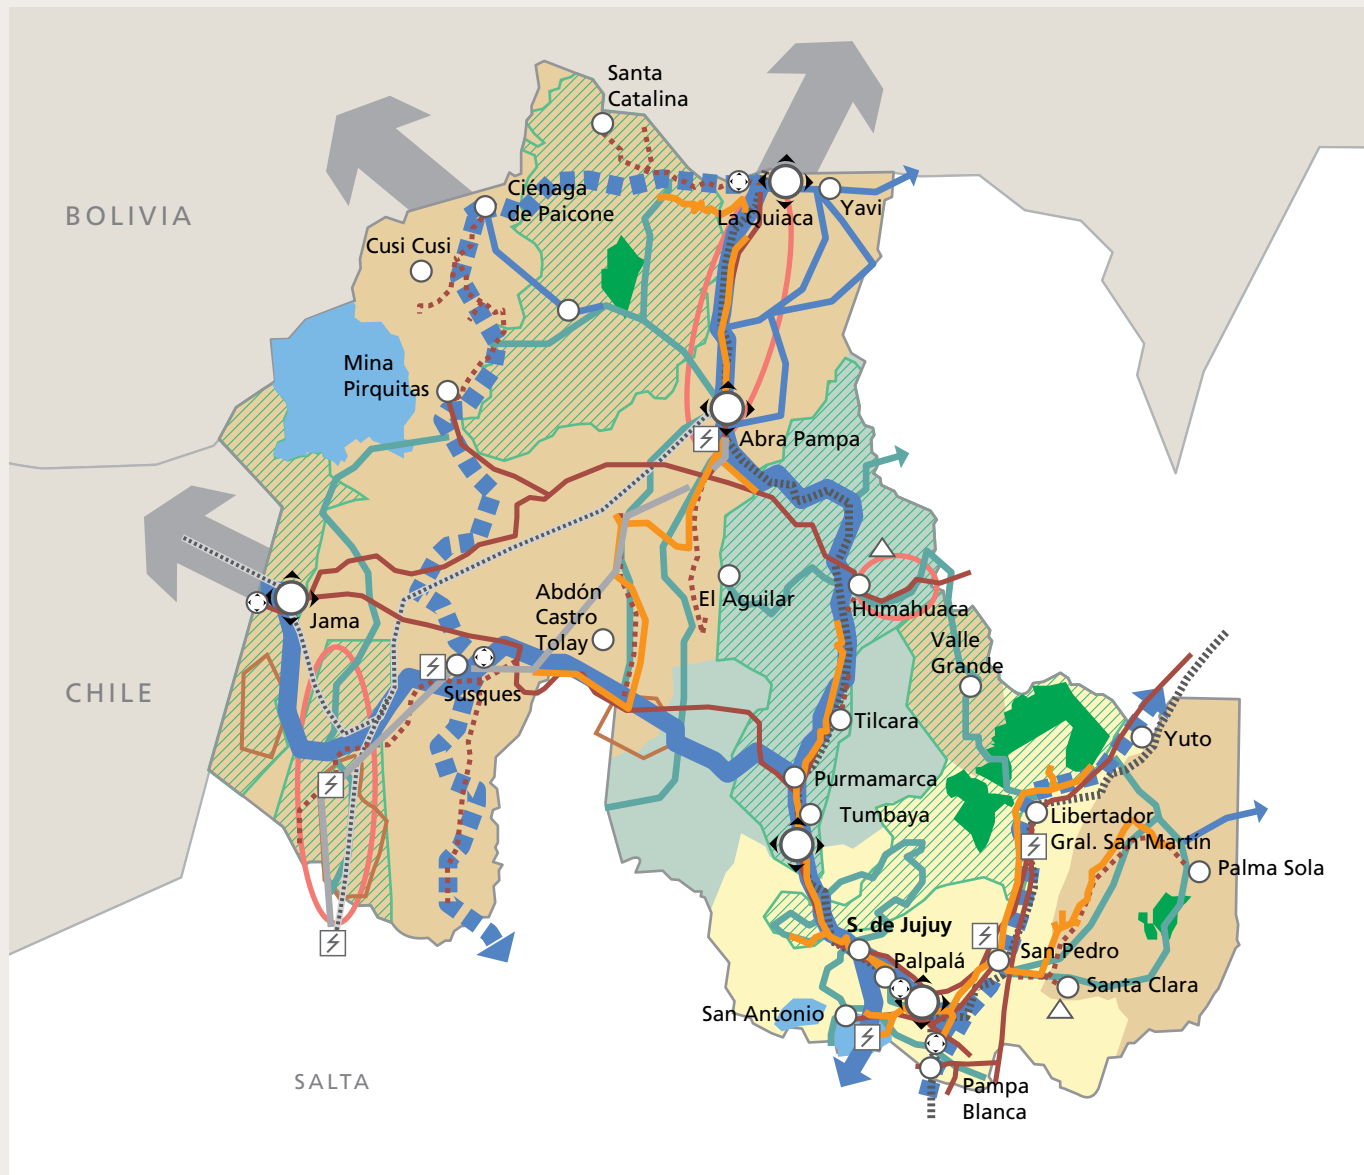 Santa
Catalina
BOLIVIA
Ciénaga
de Paicone
La Quiaca
Yavi
Cusi Cusi
Mina
Pirquitas
Abra Pampa
Abdón
Castro
Tolay
El Aguilar
Humahuaca
Jama
Valle
Grande
CHILE
Susques
Tilcara
Yuto
Purmamarca
Tumbaya
Libertador
Gral. San Martín
Palma Sola
S. de Jujuy
Palpalá
San Pedro
Santa Clara
San Antonio
SALTA
Pampa
Blanca